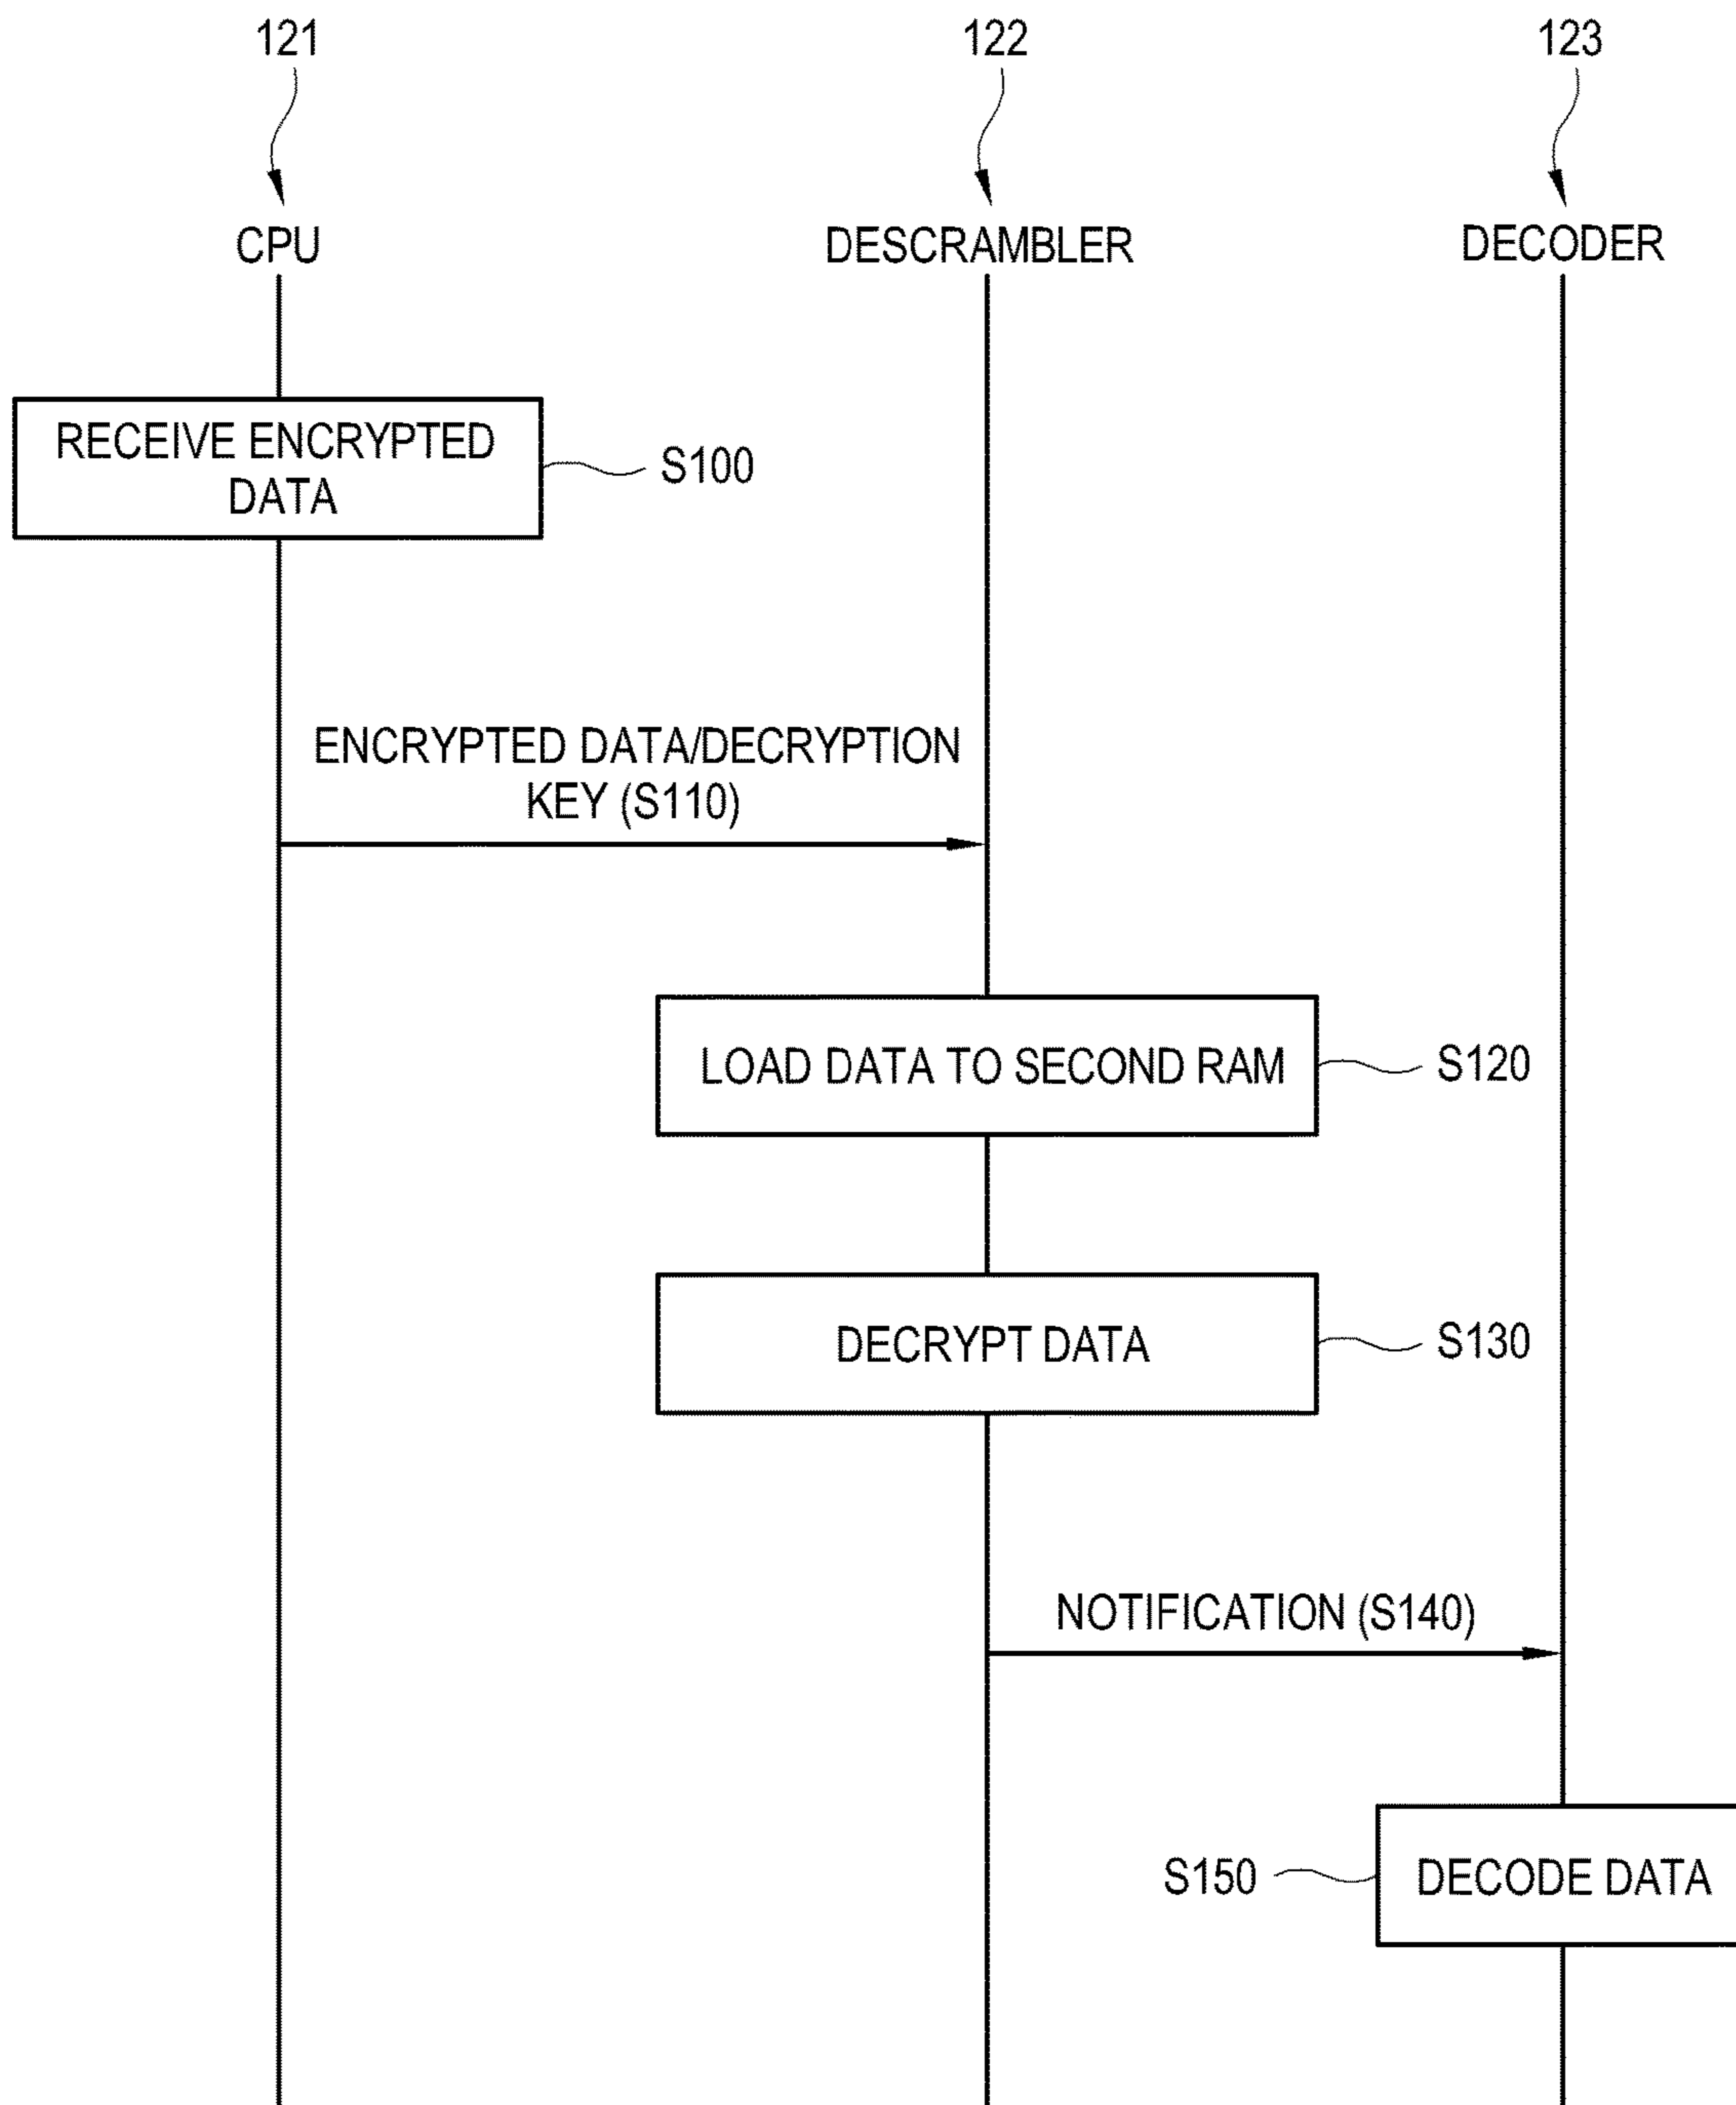 121
122
123
CPU
DESCRAMBLER
DECODER
RECEIVE ENCRYPTED
DATA
S100
ENCRYPTED DATA/DECRYPTION
KEY (S110)
LOAD DATA TO SECOND RAM
S120
DECRYPT DATA
S130
NOTIFICATION (S140)
S150
DECODE DATA